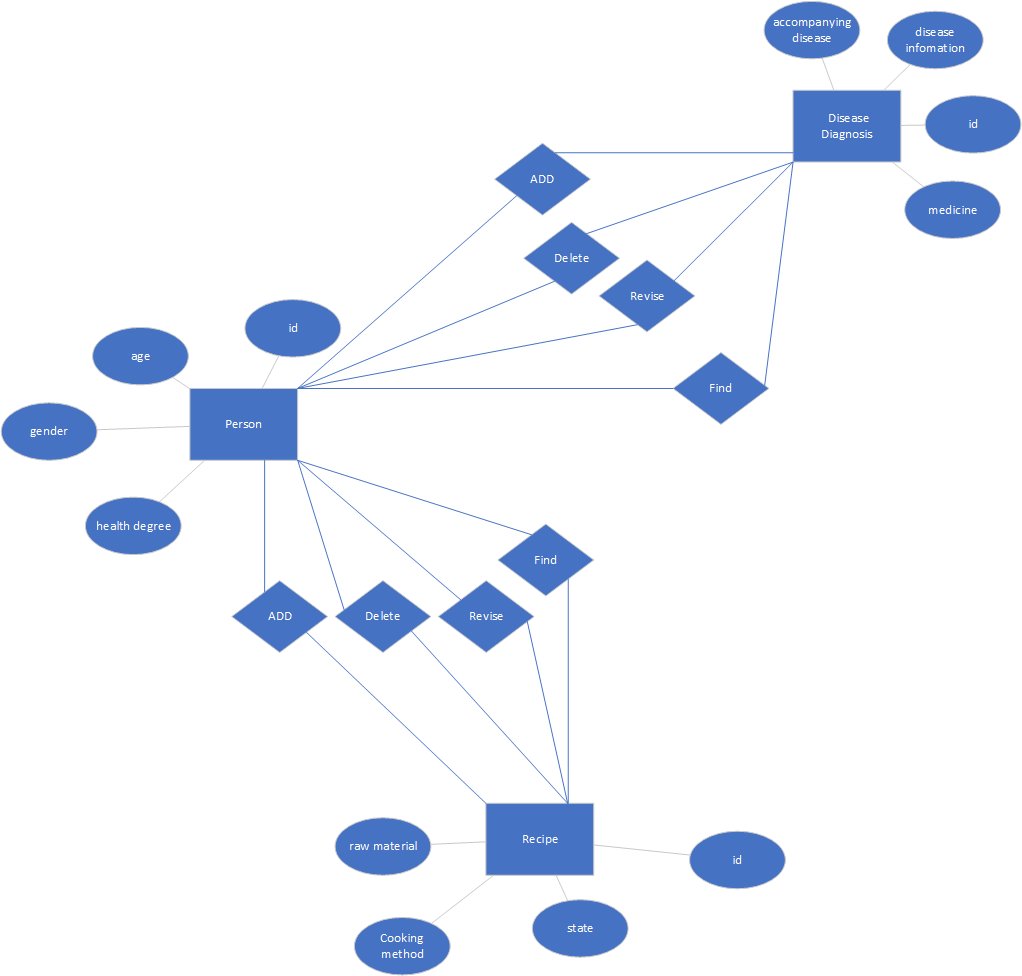 accompanying
disease
disease
infomation
Disease
Diagnosis
id
medicine
ADD
Delete
Revise
Find
id
age
Person
gender
health degree
Find
ADD
Delete
Revise
Recipe
raw material
id
state
Cooking
method